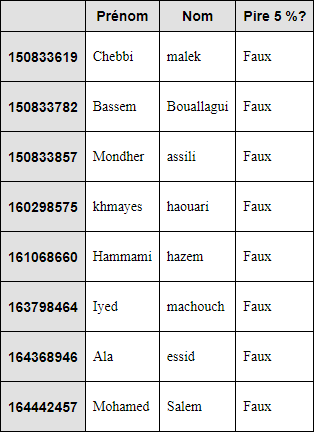 Prénom Nom Pire 5 %?
150833619 Chebbi malek Faux
150833782 Bassem Bouallagui Faux
150833857 Mondher assili Faux
160298575 khmayes haouari Faux
161068660 Hammami hazem Faux
163798464 Iyed machouch Faux
164368946 Ala essid Faux
164442457 Mohamed Salem Faux